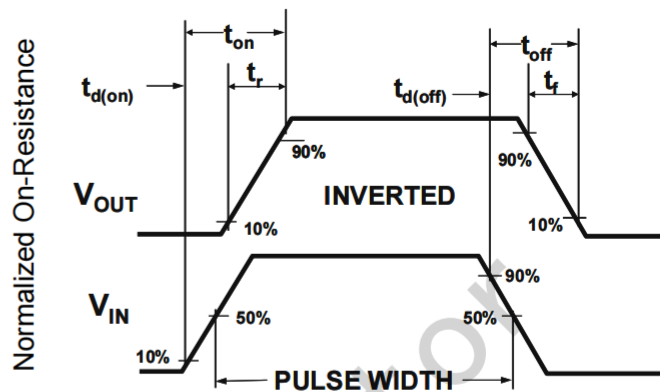 Normalized On-Resistance
ton
toff
td(on)
tr
td(off)
tf
90%
90%
VOUT
INVERTED
10%
10%
90%
VIN
50%
50%
10%
PULSE WIDTH